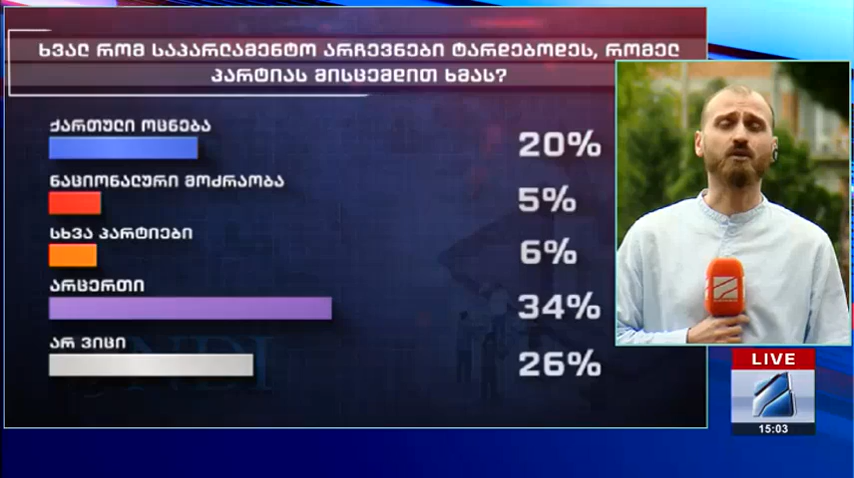 ხვალ რომ საპარლამენტო არჩევნები ტარდებოდეს, რომელ
პარტიას მისცემდით ხმას?
ქართული ოცნება
20%
ნაციონალური მოძრაობა
5%
სხვა პარტიები
6%
არცერთი
34%
არ ვიცი
26%
NDI
LIVE
15:03